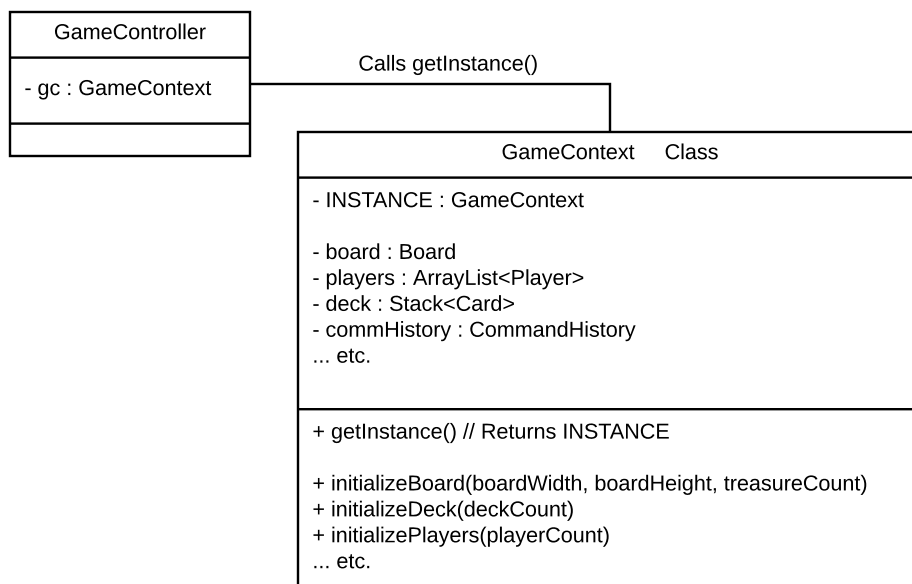 GameController
- gc : GameContext
Calls getInstance()
GameContext Class
- INSTANCE : GameContext
- board : Board
- players : ArrayList<Player>
- deck : Stack<Card>
- commHistory : CommandHistory
... etc.
+ getInstance() // Returns INSTANCE
+ initializeBoard(boardWidth, boardHeight, treasureCount)
+ initializeDeck(deckCount)
+ initializePlayers(playerCount)
... etc.